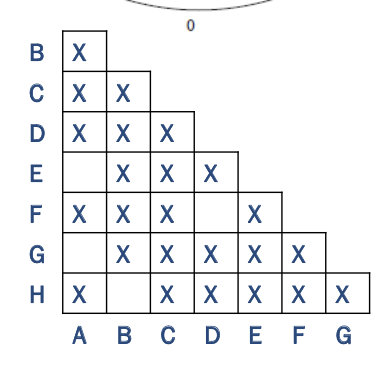 0
B X
C X X
D X X X
E X X X
F X X X X
G X X X X X
H X X X X X X
A B C D E F G